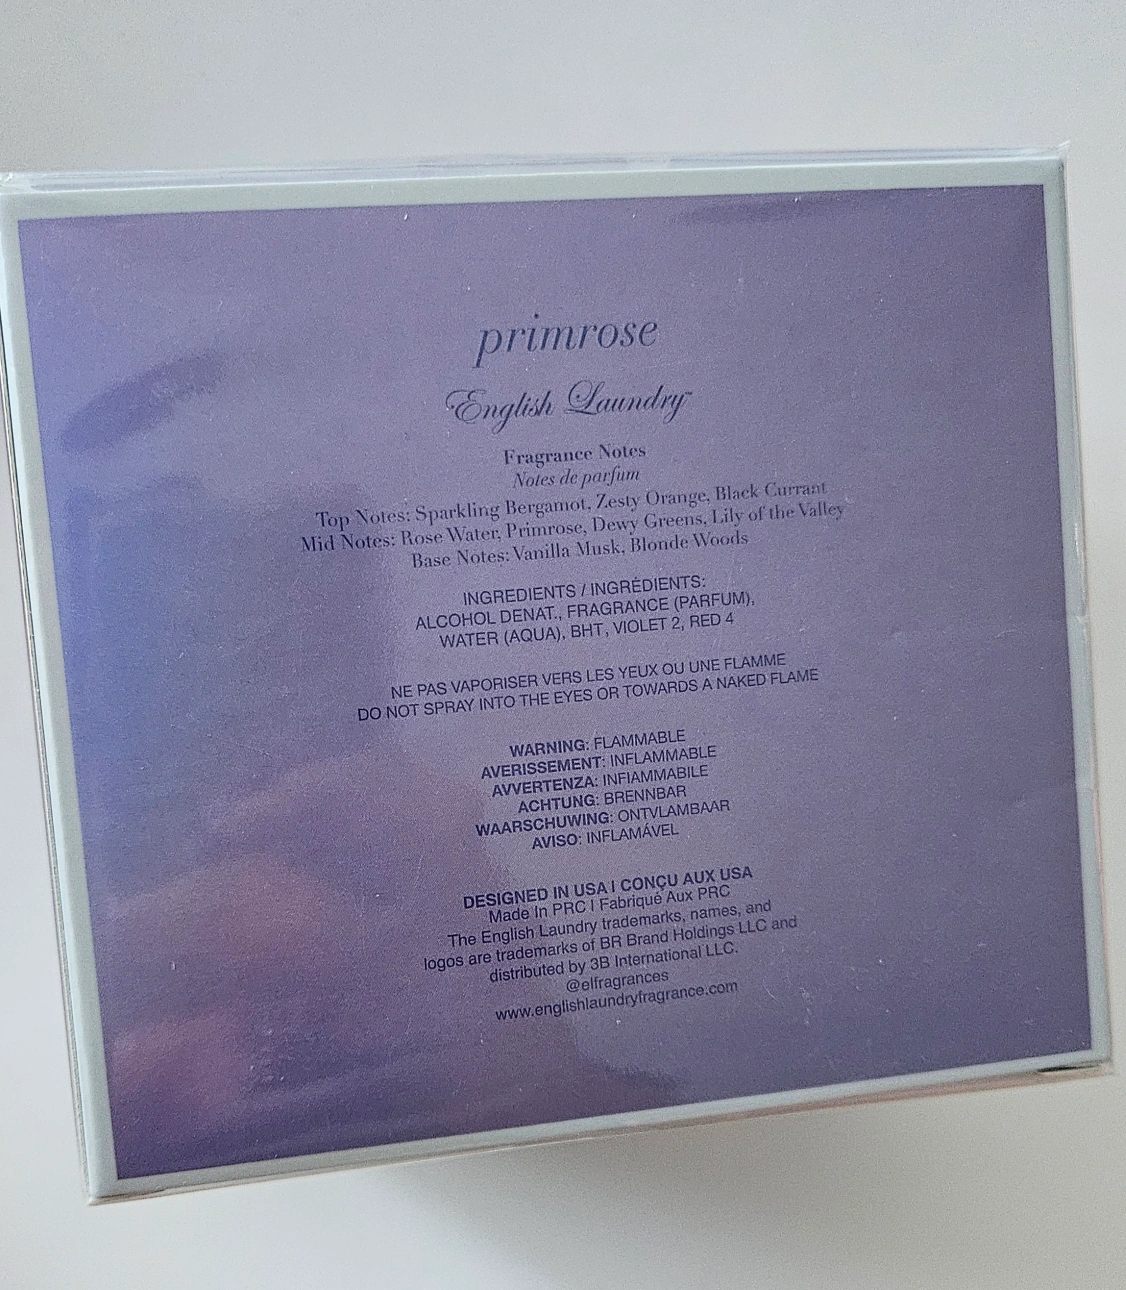 primrose
English Laundry™
Fragrance Notes
Notes de parfum
Top Notes: Sparkling Bergamot, Zesty Orange, Black Currant
Mid Notes: Rose Water, Primrose, Dewy Greens, Lily of the Valley
Base Notes: Vanilla Musk, Blonde Woods
INGREDIENTS / INGRÉDIENTS:
ALCOHOL DENAT., FRAGRANCE (PARFUM),
WATER (AQUA), BHT, VIOLET 2, RED 4
NE PAS VAPORISER VERS LES YEUX OU UNE FLAMME
DO NOT SPRAY INTO THE EYES OR TOWARDS A NAKED FLAME
WARNING: FLAMMABLE
AVERISSEMENT: INFLAMMABLE
AVVERTENZA: INFIAMMABILE
ACHTUNG: BRENNBAR
WAARSCHUWING: ONTVLAMBAAR
AVISO: INFLAMÁVEL
DESIGNED IN USA | CONÇU AUX USA
Made In PRC | Fabriqué Aux PRC
The English Laundry trademarks, names, and
logos are trademarks of BR Brand Holdings LLC and
distributed by 3B International LLC.
@elfragrances
www.englishlaundryfragrance.com